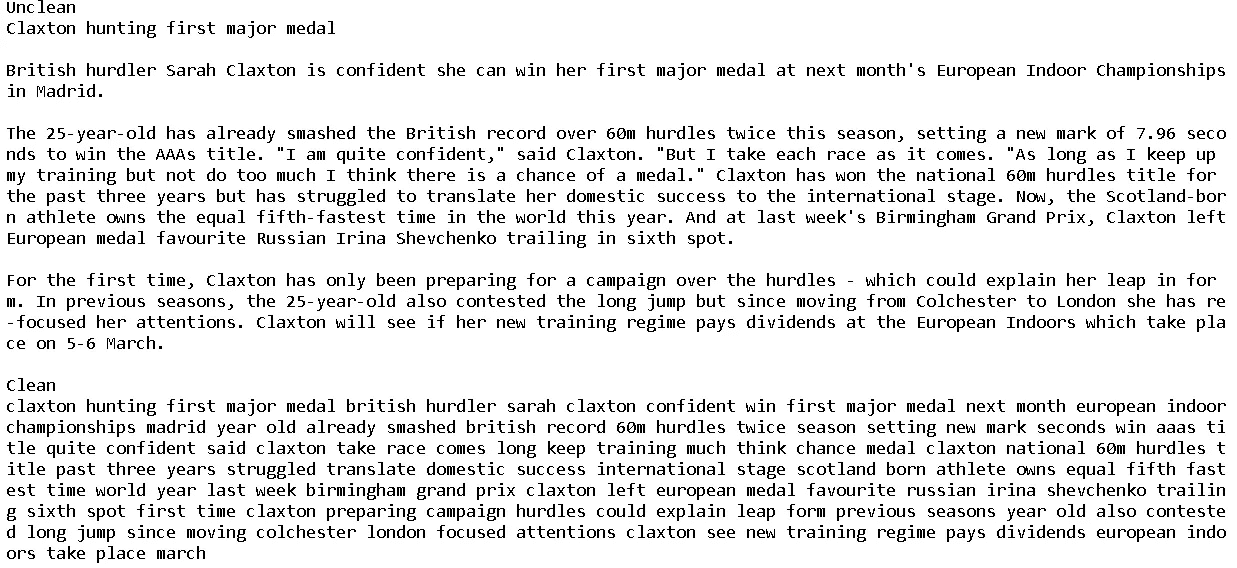 Unclean
Claxton hunting first major medal

British hurdler Sarah Claxton is confident she can win her first major medal at next month's European Indoor Championships
in Madrid.

The 25-year-old has already smashed the British record over 60m hurdles twice this season, setting a new mark of 7.96 seco
nds to win the AAAs title. "I am quite confident," said Claxton. "But I take each race as it comes. "As long as I keep up
my training but not do too much I think there is a chance of a medal." Claxton has won the national 60m hurdles title for
the past three years but has struggled to translate her domestic success to the international stage. Now, the Scotland-bor
n athlete owns the equal fifth-fastest time in the world this year. And at last week's Birmingham Grand Prix, Claxton left
European medal favourite Russian Irina Shevchenko trailing in sixth spot.

For the first time, Claxton has only been preparing for a campaign over the hurdles - which could explain her leap in for
m. In previous seasons, the 25-year-old also contested the long jump but since moving from Colchester to London she has re
-focused her attentions. Claxton will see if her new training regime pays dividends at the European Indoors which take pla
ce on 5-6 March.

Clean
claxton hunting first major medal british hurdler sarah claxton confident win first major medal next month european indoor
championships madrid year old already smashed british record 60m hurdles twice season setting new mark seconds win aaas ti
tle quite confident said claxton take race comes long keep training much think chance medal claxton national 60m hurdles t
itle past three years struggled translate domestic success international stage scotland born athlete owns equal fifth fast
est time world year last week birmingham grand prix claxton left european medal favourite russian irina shevchenko trailin
g sixth spot first time claxton preparing campaign hurdles could explain leap form previous seasons year old also conteste
d long jump since moving colchester london focused attentions claxton see new training regime pays dividends european indo
ors take place march